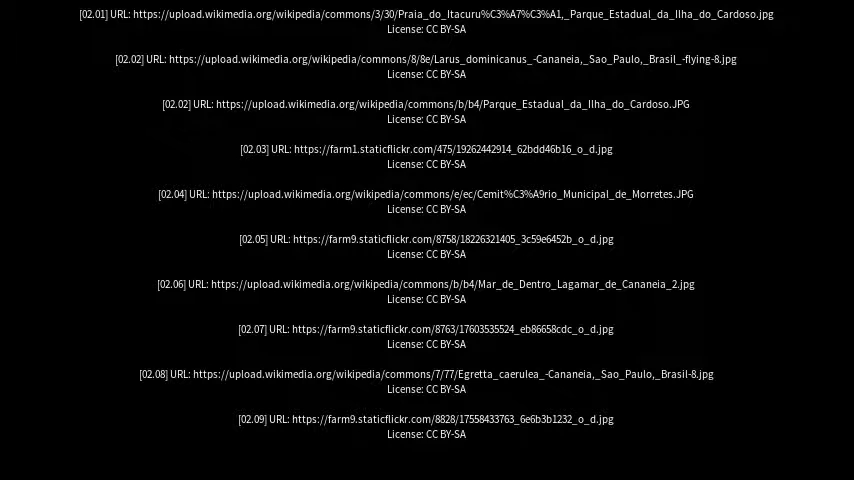 [02.01] URL: https://upload.wikimedia.org/wikipedia/commons/3/30/Praia_do_Itacuru%C3%A7%C3%A1,_Parque_Estadual_da_Ilha_do_Cardoso.jpg
License: CC BY-SA
[02.02] URL: https://upload.wikimedia.org/wikipedia/commons/8/8e/Larus_dominicanus_-Cananeia,_Sao_Paulo,_Brasil_-flying-8.jpg
License: CC BY-SA
[02.02] URL: https://upload.wikimedia.org/wikipedia/commons/b/b4/Parque_Estadual_da_Ilha_do_Cardoso.JPG
License: CC BY-SA
[02.03] URL: https://farm1.staticflickr.com/475/19262442914_62bdd46b16_o_d.jpg
License: CC BY-SA
[02.04] URL: https://upload.wikimedia.org/wikipedia/commons/e/ec/Cemit%C3%A9rio_Municipal_de_Morretes.JPG
License: CC BY-SA
[02.05] URL: https://farm9.staticflickr.com/8758/18226321405_3c59e6452b_o_d.jpg
License: CC BY-SA
[02.06] URL: https://upload.wikimedia.org/wikipedia/commons/b/b4/Mar_de_Dentro_Lagamar_de_Cananeia_2.jpg
License: CC BY-SA
[02.07] URL: https://farm9.staticflickr.com/8763/17603535524_eb86658cdc_o_d.jpg
License: CC BY-SA
[02.08] URL: https://upload.wikimedia.org/wikipedia/commons/7/77/Egretta_caerulea_-Cananeia,_Sao_Paulo,_Brasil-8.jpg
License: CC BY-SA
[02.09] URL: https://farm9.staticflickr.com/8828/17558433763_6e6b3b1232_o_d.jpg
License: CC BY-SA